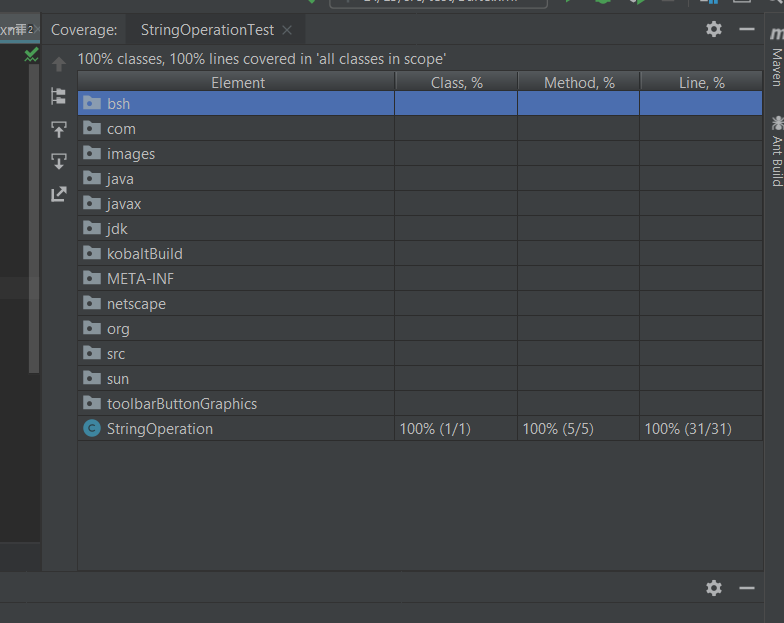 Coverage: StringOperationTest
100% classes, 100% lines covered in 'all classes in scope'
Element Class, % Method, % Line, %
bsh
com
images
java
javax
jdk
kobaltBuild
META-INF
netscape
org
src
sun
toolbarButtonGraphics
C StringOperation 100% (1/1) 100% (5/5) 100% (31/31)
m
Maven
Ant Build